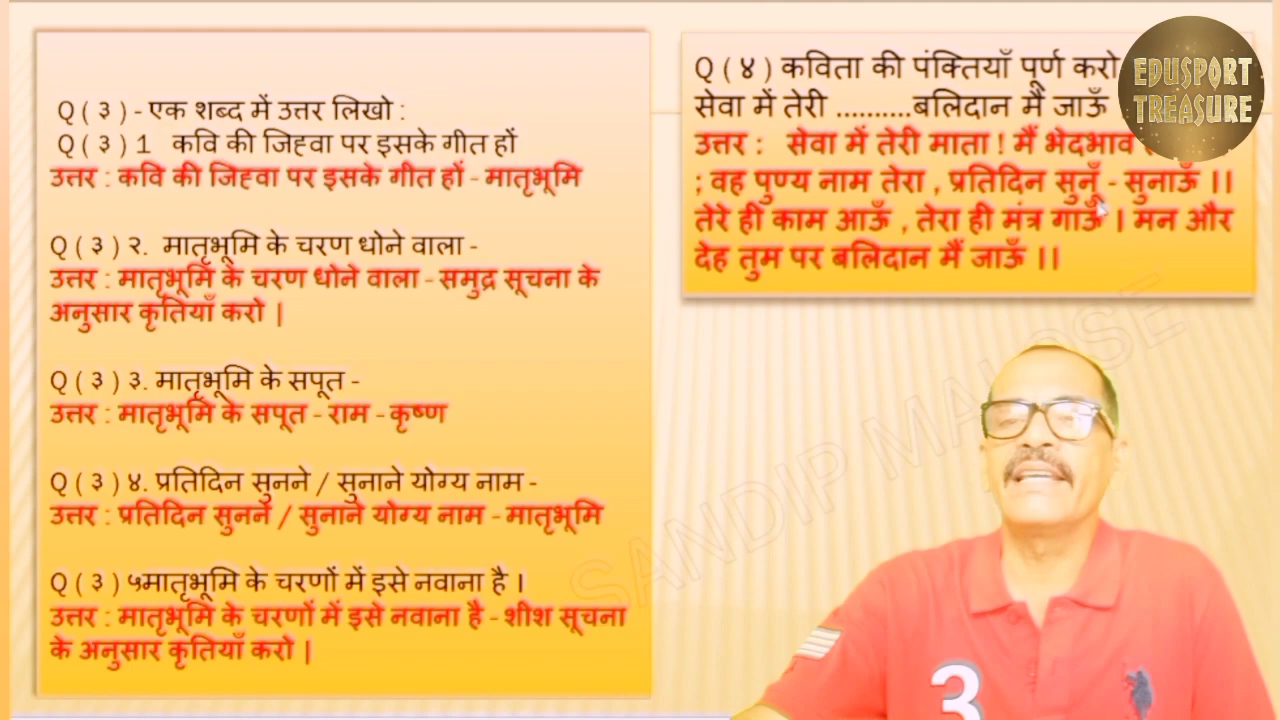 Q ( ३ ) - एक शब्द में उत्तर लिखो :
Q ( ३ ) 1 कवि की जिह्वा पर इसके गीत हों
उत्तर : कवि की जिह्वा पर इसके गीत हों - मातृभूमि
Q ( ३ ) २. मातृभूमि के चरण धोने वाला -
उत्तर : मातृभूमि के चरण धोने वाला - समुद्र सूचना के
अनुसार कृतियाँ करो |
Q ( ३ ) ३. मातृभूमि के सपूत -
उत्तर : मातृभूमि के सपूत - राम - कृष्ण
Q ( ३ ) ४. प्रतिदिन सुनने / सुनाने योग्य नाम -
उत्तर : प्रतिदिन सुनने / सुनाने योग्य नाम - मातृभूमि
Q ( ३ ) ५मातृभूमि के चरणों में इसे नवाना है ।
उत्तर : मातृभूमि के चरणों में इसे नवाना है - शीश सूचना
के अनुसार कृतियाँ करो |
Q ( ४ ) कविता की पंक्तियाँ पूर्ण करो
सेवा में तेरी ..........बलिदान मैं जाऊँ
उत्तर : सेवा में तेरी माता ! मैं भेदभाव
; वह पुण्य नाम तेरा , प्रतिदिन सुनूँ - सुनाऊँ ।।
तेरे ही काम आऊँ , तेरा ही मंत्र गाऊँ । मन और
देह तुम पर बलिदान मैं जाऊँ ।।
EDUSPORT
TREASURE
SANDIP MALOSE
3